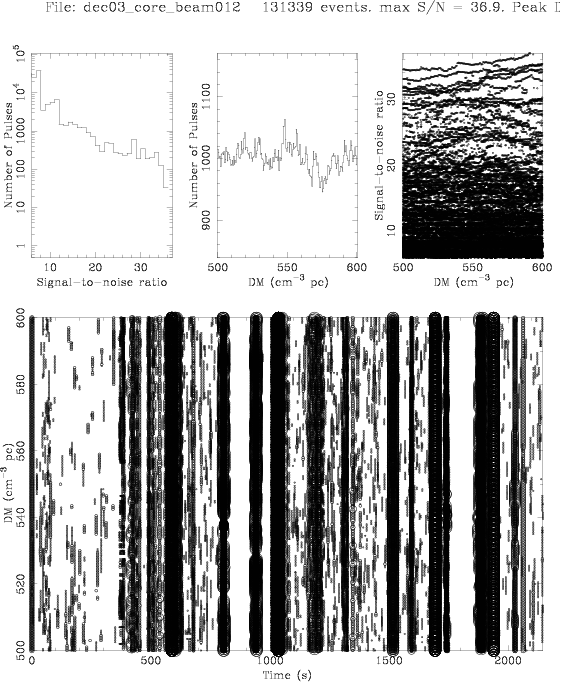 File: dec03_core_beam012 131339 events. max S/N = 36.9. Peak D
Number of Pulses
1 10 100 1000 10^4 10^5
10 20 30
Signal-to-noise ratio
Number of Pulses
900 1000 1100
500 550 600
DM (cm^-3 pc)
Signal-to-noise ratio
10 20 30
500 550 600
DM (cm^-3 pc)
DM (cm^-3 pc)
500 520 540 560 580 600
0 500 1000 1500 2000
Time (s)